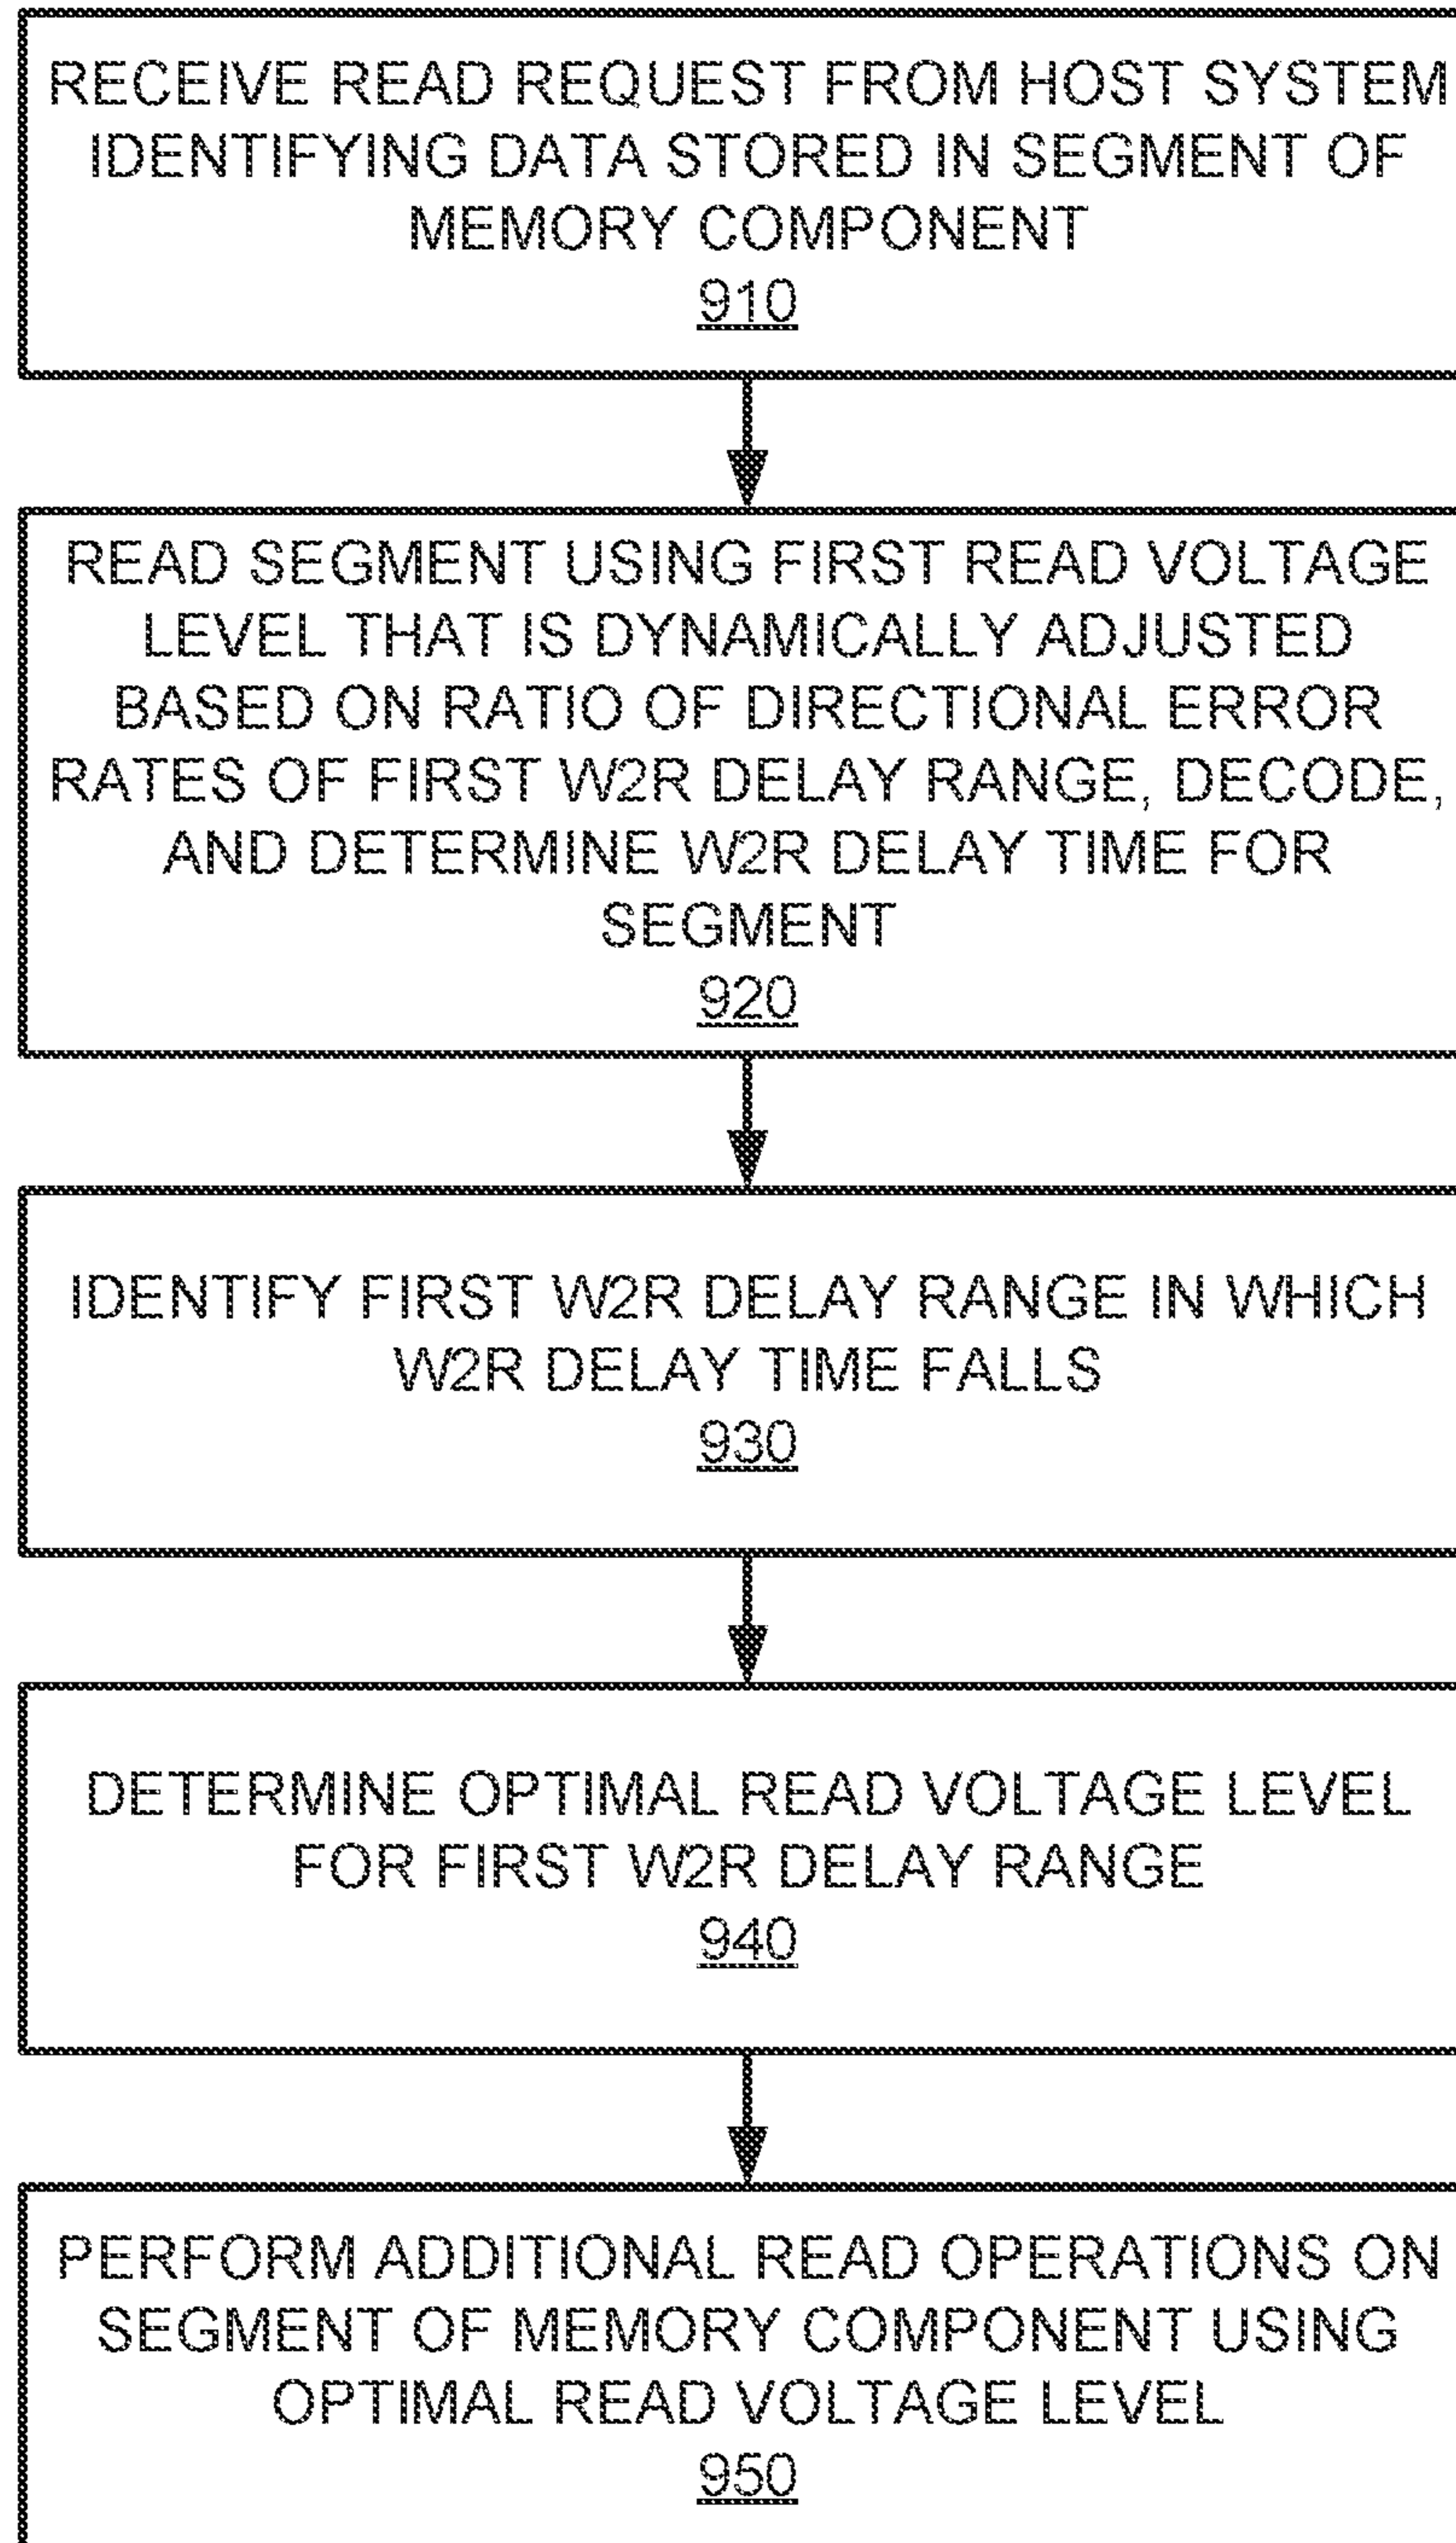 RECEIVE READ REQUEST FROM HOST SYSTEM
IDENTIFYING DATA STORED IN SEGMENT OF
MEMORY COMPONENT
910
READ SEGMENT USING FIRST READ VOLTAGE
LEVEL THAT IS DYNAMICALLY ADJUSTED
BASED ON RATIO OF DIRECTIONAL ERROR
RATES OF FIRST W2R DELAY RANGE, DECODE,
AND DETERMINE W2R DELAY TIME FOR
SEGMENT
920
IDENTIFY FIRST W2R DELAY RANGE IN WHICH
W2R DELAY TIME FALLS
930
DETERMINE OPTIMAL READ VOLTAGE LEVEL
FOR FIRST W2R DELAY RANGE
940
PERFORM ADDITIONAL READ OPERATIONS ON
SEGMENT OF MEMORY COMPONENT USING
OPTIMAL READ VOLTAGE LEVEL
950